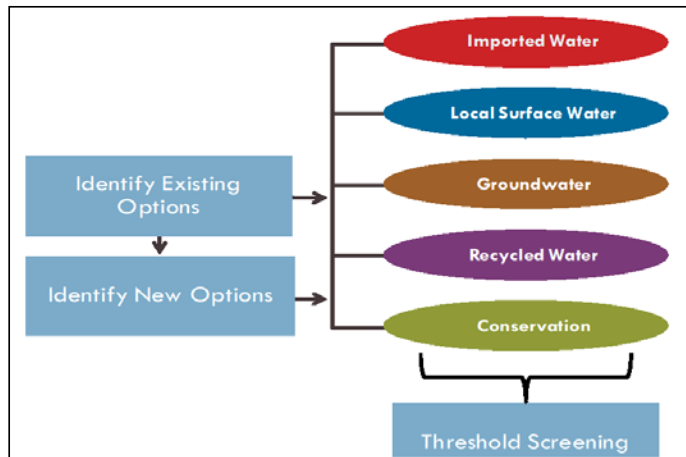 Imported Water
Local Surface Water
Identify Existing
Options
Groundwater
Recycled Water
Identify New Options
Conservation
Threshold Screening